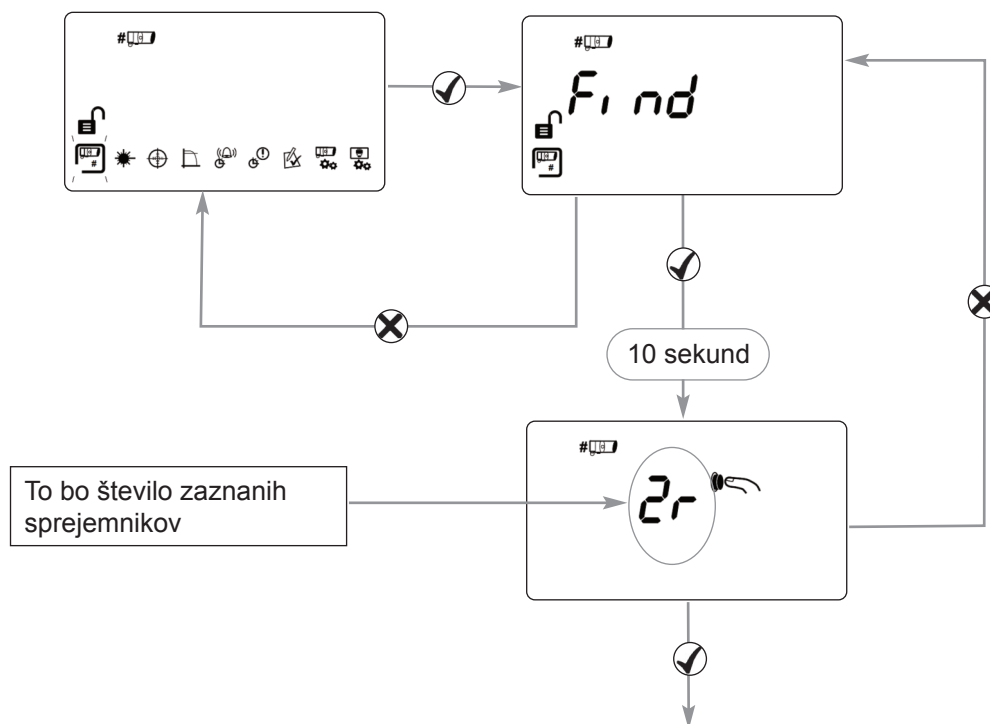 #
#
Find
#
#
10 sekund
#
2r
To bo število zaznanih
sprejemnikov